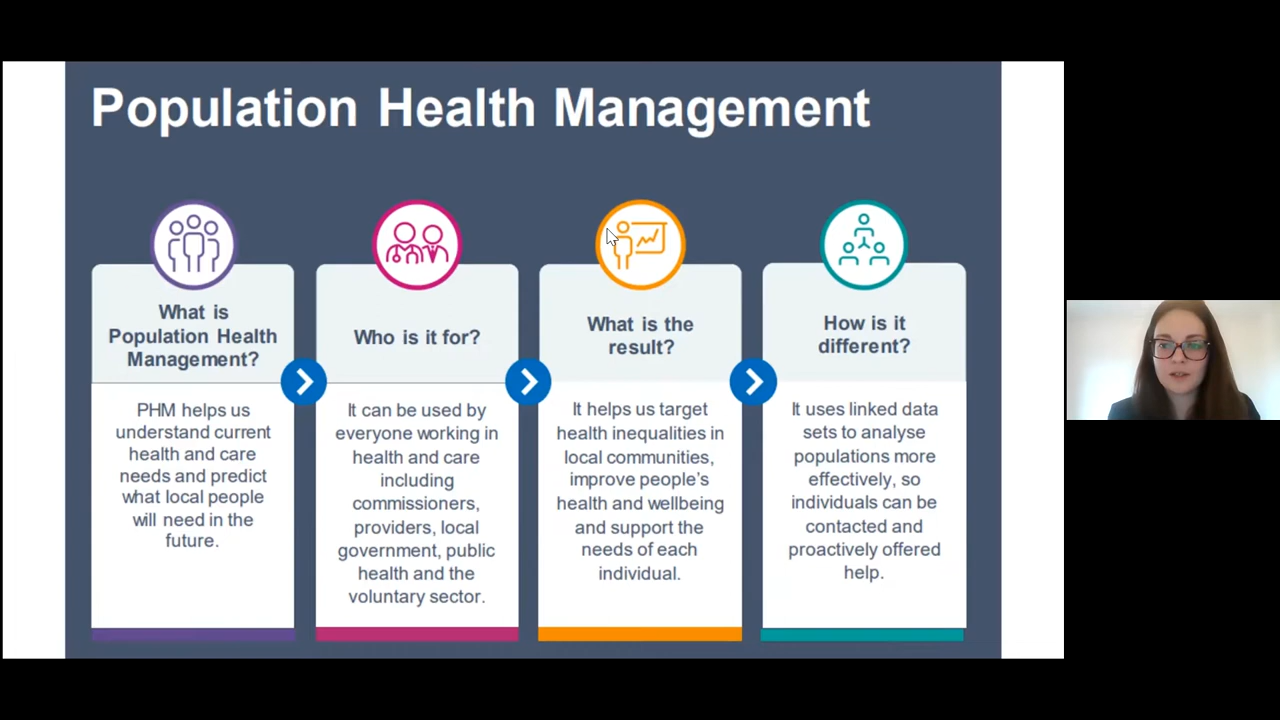 Population Health Management
What is
Population Health
Management?
PHM helps us
understand current
health and care
needs and predict
what local people
will need in the
future.
Who is it for?
It can be used by
everyone working in
health and care
including
commissioners,
providers, local
government, public
health and the
voluntary sector.
What is the
result?
It helps us target
health inequalities in
local communities,
improve people’s
health and wellbeing
and support the
needs of each
individual.
How is it
different?
It uses linked data
sets to analyse
populations more
effectively, so
individuals can be
contacted and
proactively offered
help.